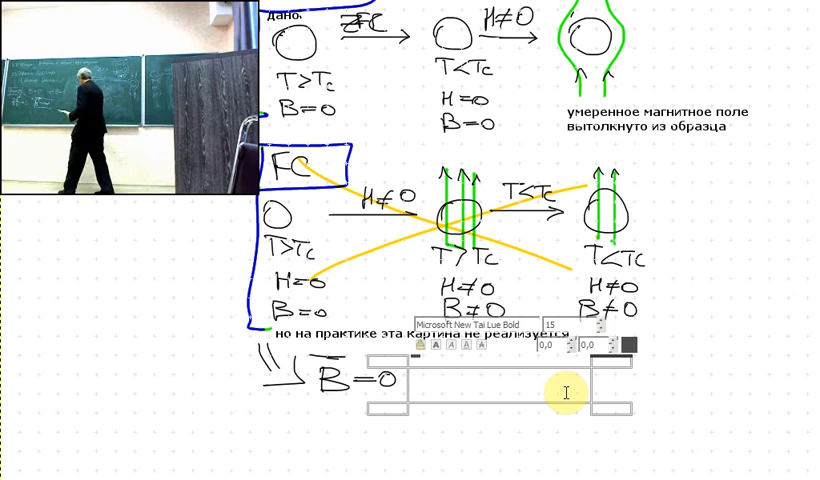 дано:
ZFC H≠0
T>Tc T<Tc
B=0 H=0
B=0
умеренное магнитное поле
вытолкнуто из образца
FC
H≠0 T<Tc
T>Tc T>Tc T<Tc
H=0 H≠0 H≠0
B=0 B≠0 B≠0
но на практике эта картина не реализуется
Microsoft New Tai Lue Bold 15
A A A A 0,0 0,0
B=0